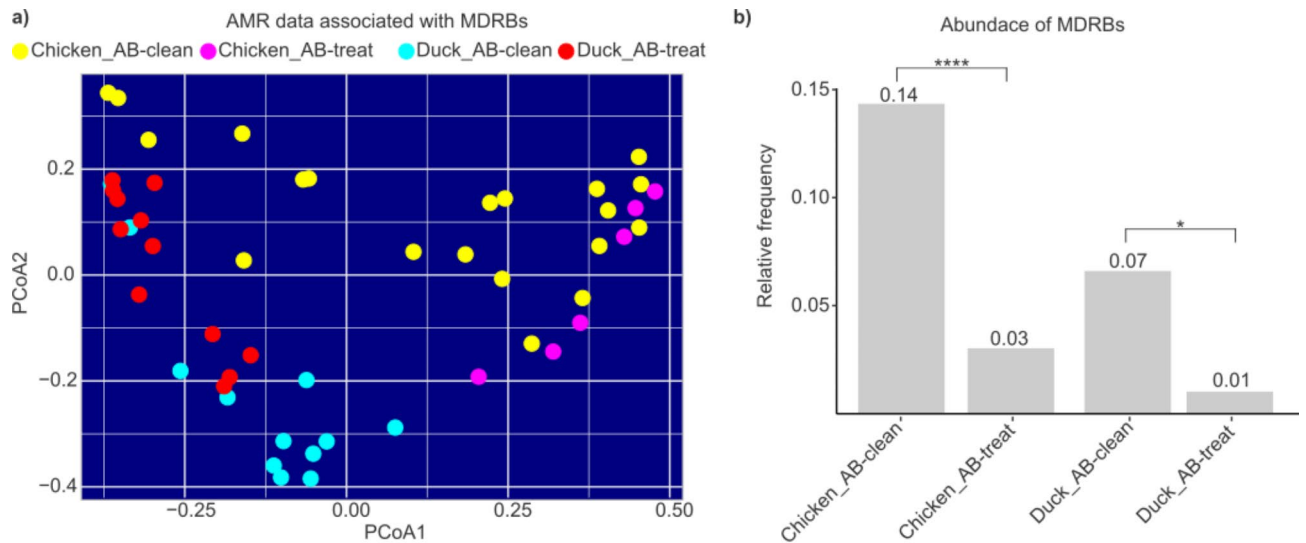 a)
AMR data associated with MDRBs
Chicken_AB-clean Chicken_AB-treat Duck_AB-clean Duck_AB-treat
PCoA2
0.2
0.0
−0.2
−0.4
−0.25 0.00 0.25 0.50
PCoA1
b)
Abundace of MDRBs
****
*
Relative frequency
0.15
0.10
0.05
0.14
0.03
0.07
0.01
Chicken_AB-clean
Chicken_AB-treat
Duck_AB-clean
Duck_AB-treat